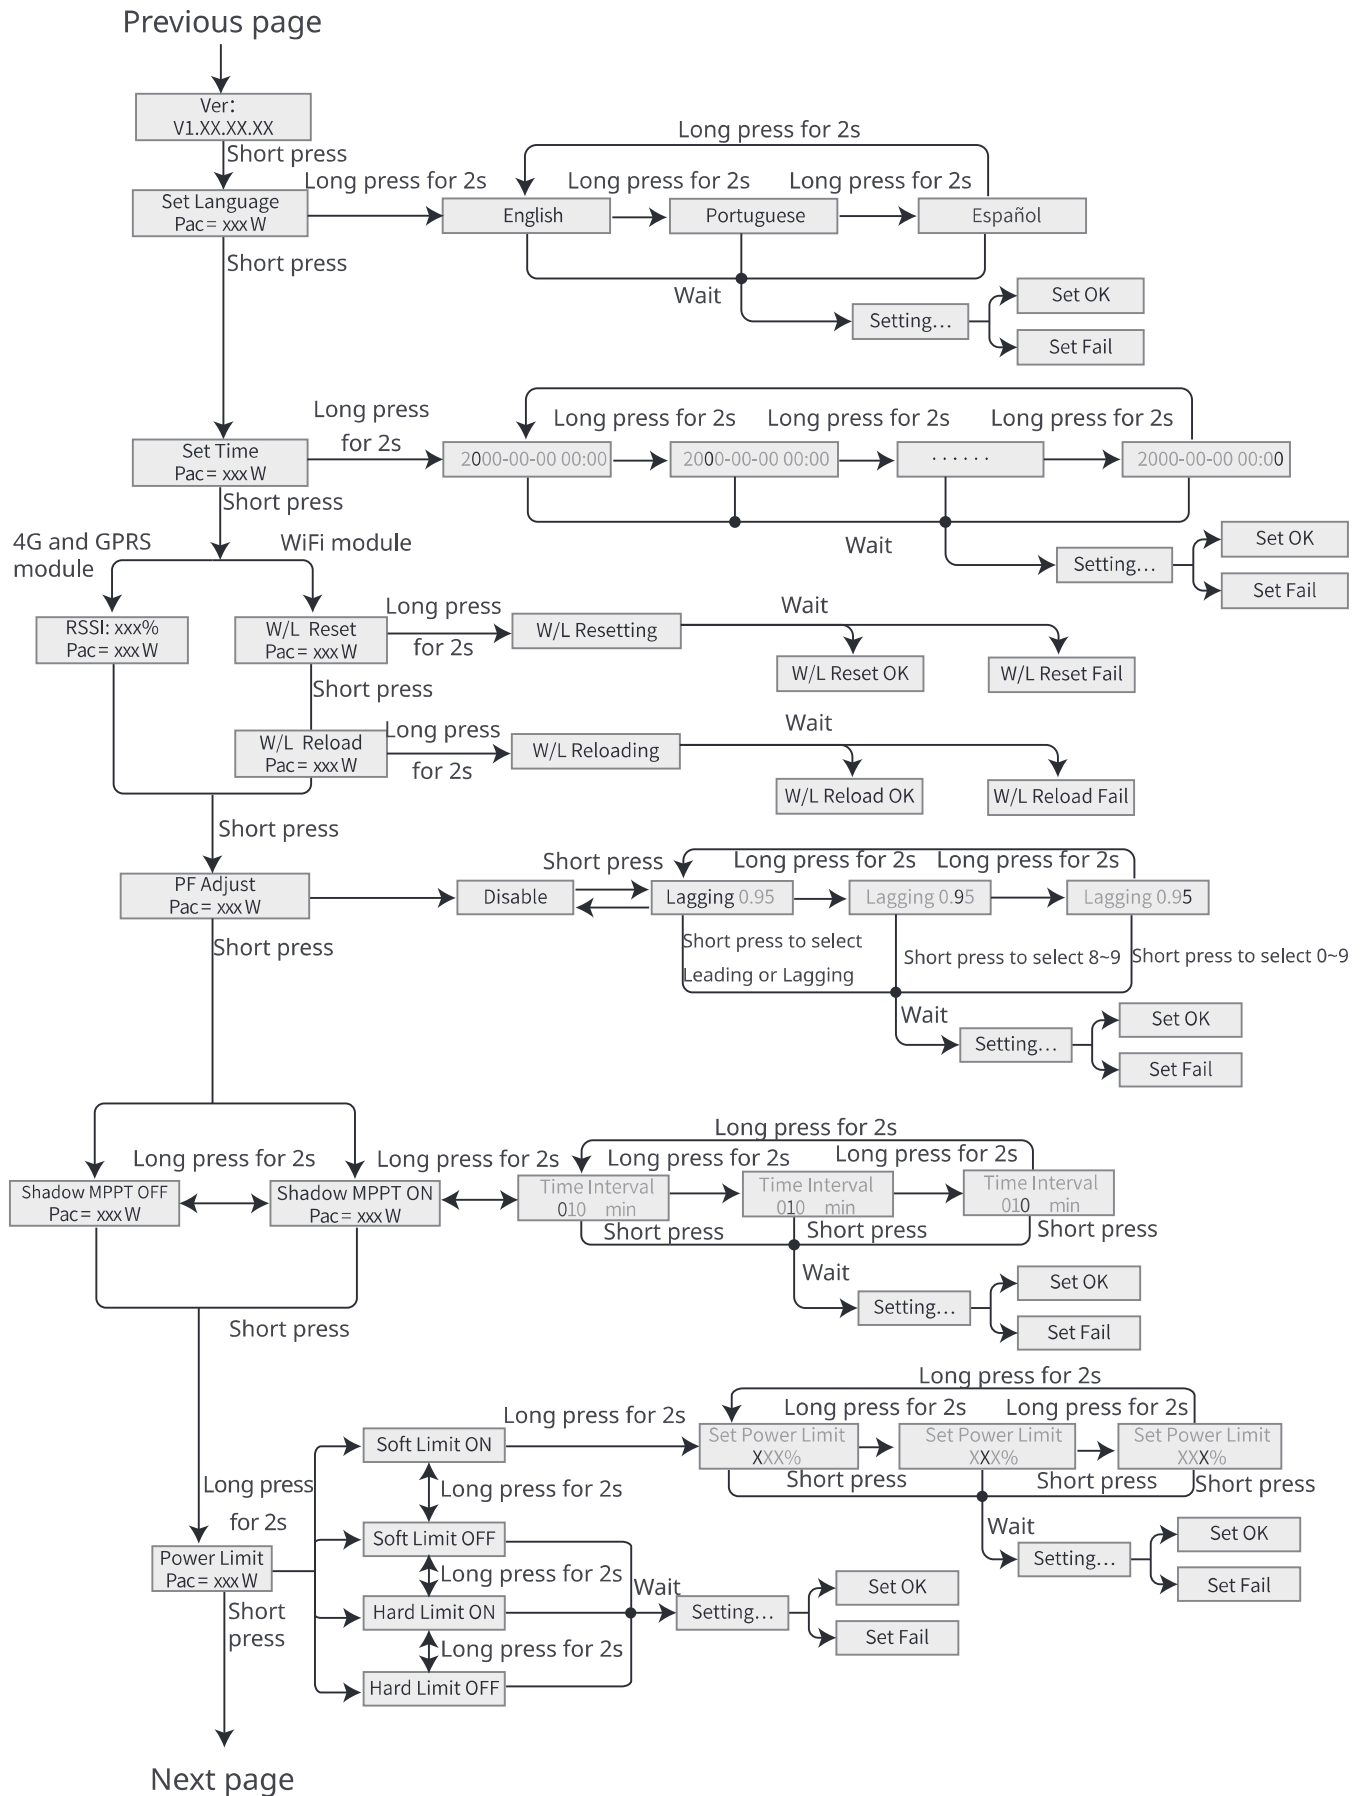 Previous page
Ver:
V1.XX.XX.XX
Short press
Long press for 2s
Long press for 2s
Long press for 2s
Long press for 2s
Set Language
Pac= xxx W
English
Portuguese
Español
Short press
Wait
Setting...
Set OK
Set Fail
Long press
for 2s
Long press for 2s
Long press for 2s
Long press for 2s
Set Time
Pac= xxx W
2000-00-00 00:00
2000-00-00 00:00
......
2000-00-00 00:00
Short press
Wait
Setting...
Set OK
Set Fail
4G and GPRS
module
WiFi module
RSSI: xxx%
Pac= xxx W
W/L Reset
Pac= xxx W
Long press
for 2s
W/L Resetting
Wait
W/L Reset OK
W/L Reset Fail
Short press
W/L Reload
Pac= xxx W
Long press
for 2s
W/L Reloading
Wait
W/L Reload OK
W/L Reload Fail
Short press
PF Adjust
Pac= xxx W
Disable
Short press
Long press for 2s
Long press for 2s
Lagging 0.95
Lagging 0.95
Lagging 0.95
Short press
Short press to select
Leading or Lagging
Short press to select 8~9
Short press to select 0~9
Wait
Setting...
Set OK
Set Fail
Long press for 2s
Long press for 2s
Long press for 2s
Long press for 2s
Long press for 2s
Shadow MPPT OFF
Pac= xxx W
Shadow MPPT ON
Pac= xxx W
Time Interval
010 min
Time Interval
010 min
Time Interval
010 min
Short press
Short press
Short press
Wait
Setting...
Set OK
Set Fail
Short press
Long press for 2s
Long press for 2s
Long press for 2s
Long press for 2s
Soft Limit ON
Set Power Limit
XXX%
Set Power Limit
XXX%
Set Power Limit
XXX%
Short press
Short press
Short press
Wait
Setting...
Set OK
Set Fail
Long press
for 2s
Long press for 2s
Soft Limit OFF
Power Limit
Pac= xxx W
Long press for 2s
Hard Limit ON
Wait
Setting...
Set OK
Set Fail
Short
press
Long press for 2s
Hard Limit OFF
Next page